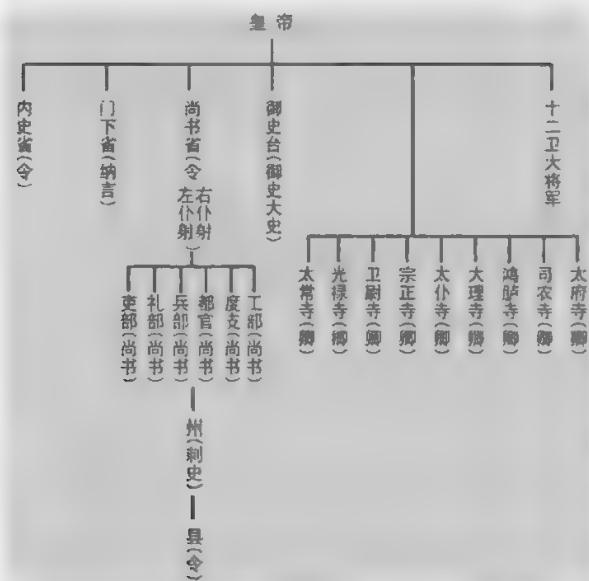 皇帝
内史省(令)
门下省(纳言)
尚书省(令
左仆射
右仆射)
御史台(御史大史)
十二卫大将军
吏部(尚书)
礼部(尚书)
兵部(尚书)
都官(尚书)
度支(尚书)
工部(尚书)
太常寺(卿)
光禄寺(卿)
卫尉寺(卿)
宗正寺(卿)
太仆寺(卿)
大理寺(卿)
鸿胪寺(卿)
司农寺(卿)
太府寺(卿)
州(刺史)
县(令)